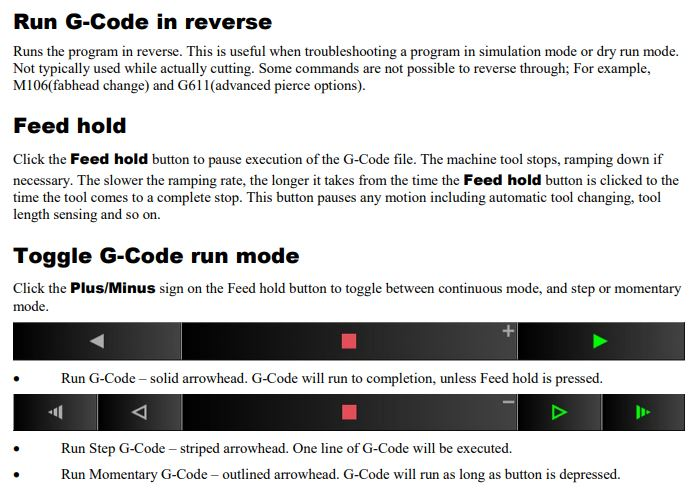 Run G-Code in reverse
Runs the program in reverse. This is useful when troubleshooting a program in simulation mode or dry run mode.
Not typically used while actually cutting. Some commands are not possible to reverse through; For example,
M106(fabhead change) and G611(advanced pierce options).
Feed hold
Click the Feed hold button to pause execution of the G-Code file. The machine tool stops, ramping down if
necessary. The slower the ramping rate, the longer it takes from the time the Feed hold button is clicked to the
time the tool comes to a complete stop. This button pauses any motion including automatic tool changing, tool
length sensing and so on.
Toggle G-Code run mode
Click the Plus/Minus sign on the Feed hold button to toggle between continuous mode, and step or momentary
mode.
+
• Run G-Code – solid arrowhead. G-Code will run to completion, unless Feed hold is pressed.
−
• Run Step G-Code – striped arrowhead. One line of G-Code will be executed.
• Run Momentary G-Code – outlined arrowhead. G-Code will run as long as button is depressed.